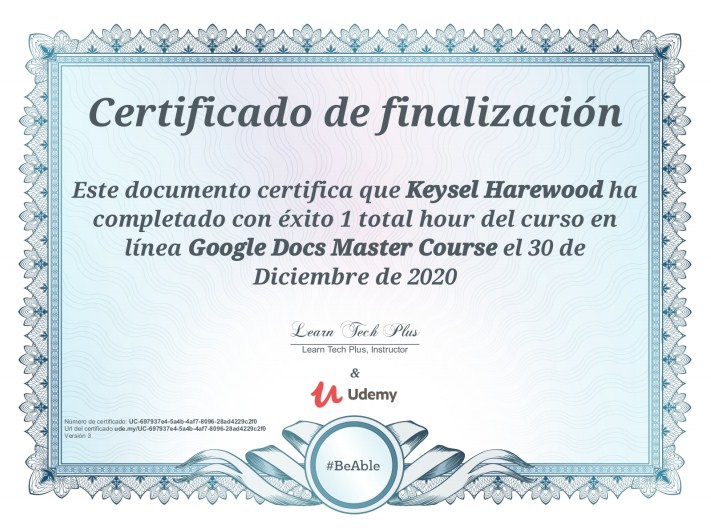 Certificado de finalización
Este documento certifica que Keysel Harewood ha
completado con éxito 1 total hour del curso en
línea Google Docs Master Course el 30 de
Diciembre de 2020
Learn Tech Plus
Learn Tech Plus, Instructor
&
Udemy
Número de certificado: UC-697937e4-5a4b-4af7-8096-28ad4229c2f0
Url del certificado ude.my/UC-697937e4-5a4b-4af7-8096-28ad4229c2f0
Versión 3
#BeAble